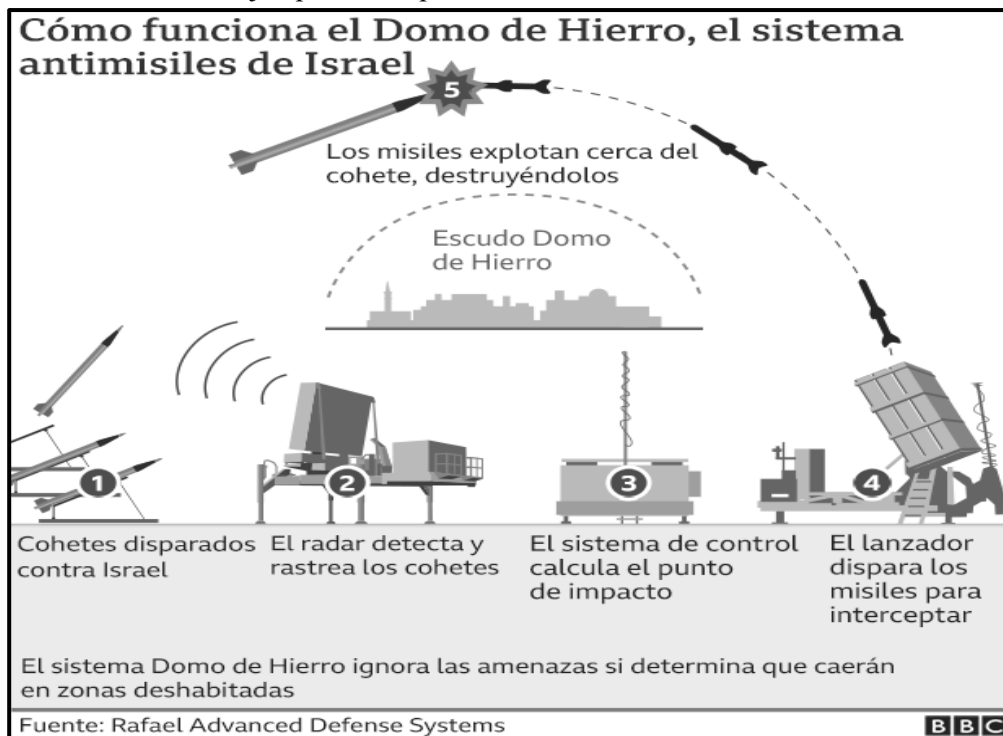 Cómo funciona el Domo de Hierro, el sistema
antimisiles de Israel
5
Los misiles explotan cerca del
cohete, destruyéndolos
Escudo Domo
de Hierro
1
2
3
4
Cohetes disparados
contra Israel
El radar detecta y
rastrea los cohetes
El sistema de control
calcula el punto
de impacto
El lanzador
dispara los
misiles para
interceptar
El sistema Domo de Hierro ignora las amenazas si determina que caerán
en zonas deshabitadas
Fuente: Rafael Advanced Defense Systems
BBC